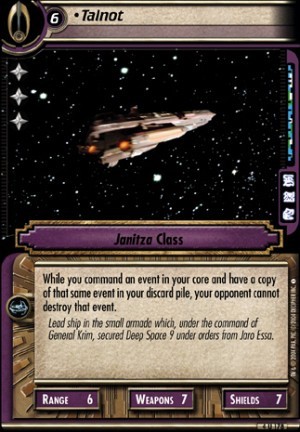 6
• Talnot
Janitza Class
While you command an event in your core and have a copy
of that same event in your discard pile, your opponent cannot
destroy that event.
Lead ship in the small armada which, under the command of
General Krim, secured Deep Space 9 under orders from Jaro Essa.
RANGE 6 WEAPONS 7 SHIELDS 7
4 U 178